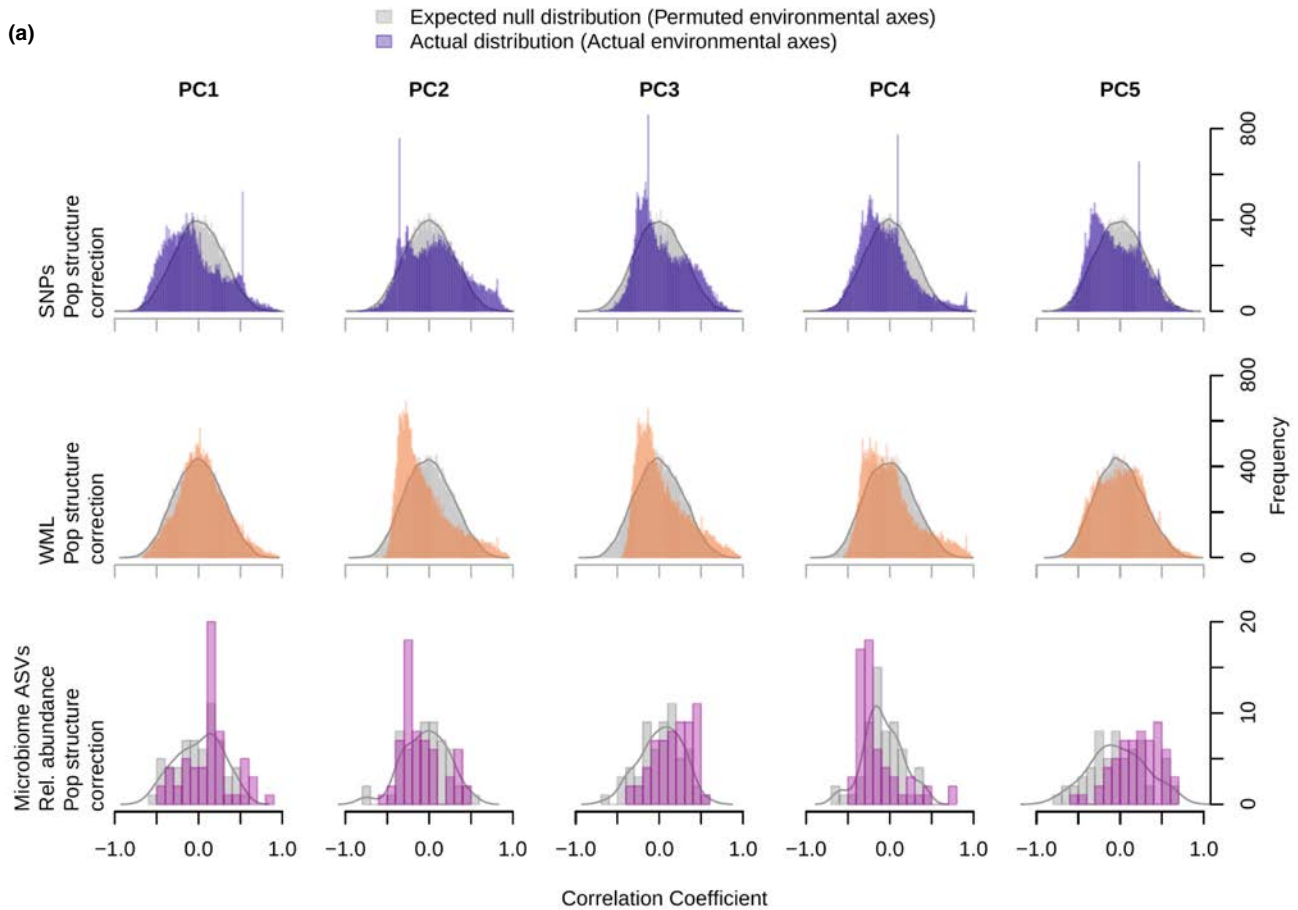 (a)
Expected null distribution (Permuted environmental axes)
Actual distribution (Actual environmental axes)
PC1 PC2 PC3 PC4 PC5
SNPs
Pop structure
correction
0 400 800
WML
Pop structure
correction
0 400 800
Frequency
Microbiome ASVs
Rel. abundance
Pop structure
correction
0 10 20
−1.0 0.0 1.0 −1.0 0.0 1.0 −1.0 0.0 1.0 −1.0 0.0 1.0 −1.0 0.0 1.0
Correlation Coefficient